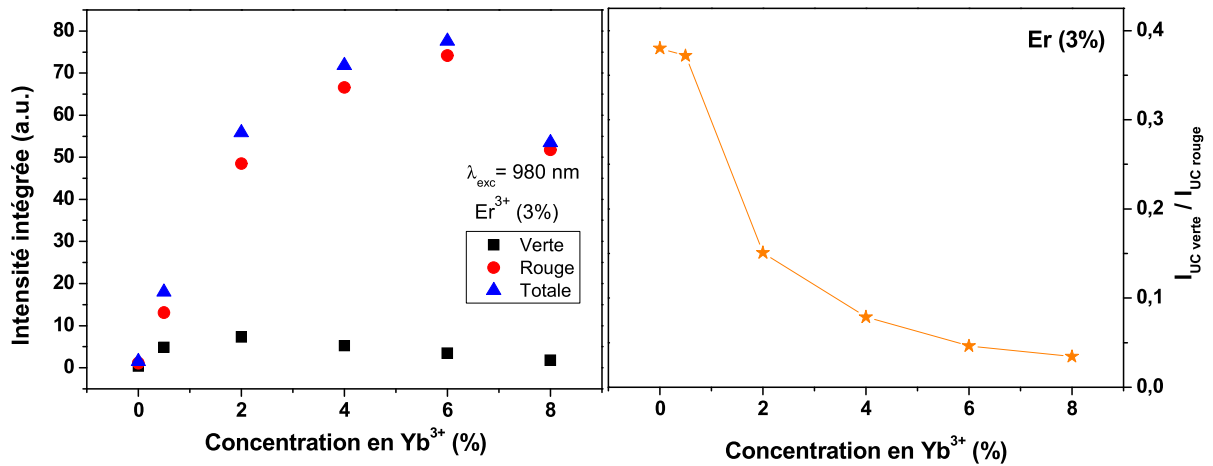 Intensité intégrée (a.u.)
80
70
60
50
40
30
20
10
0
λexc= 980 nm
Er3+ (3%)
Verte
Rouge
Totale
0 2 4 6 8
Concentration en Yb3+ (%)
Er (3%)
0,4
0,3
0,2
0,1
0,0
IUC verte / IUC rouge
0 2 4 6 8
Concentration en Yb3+ (%)